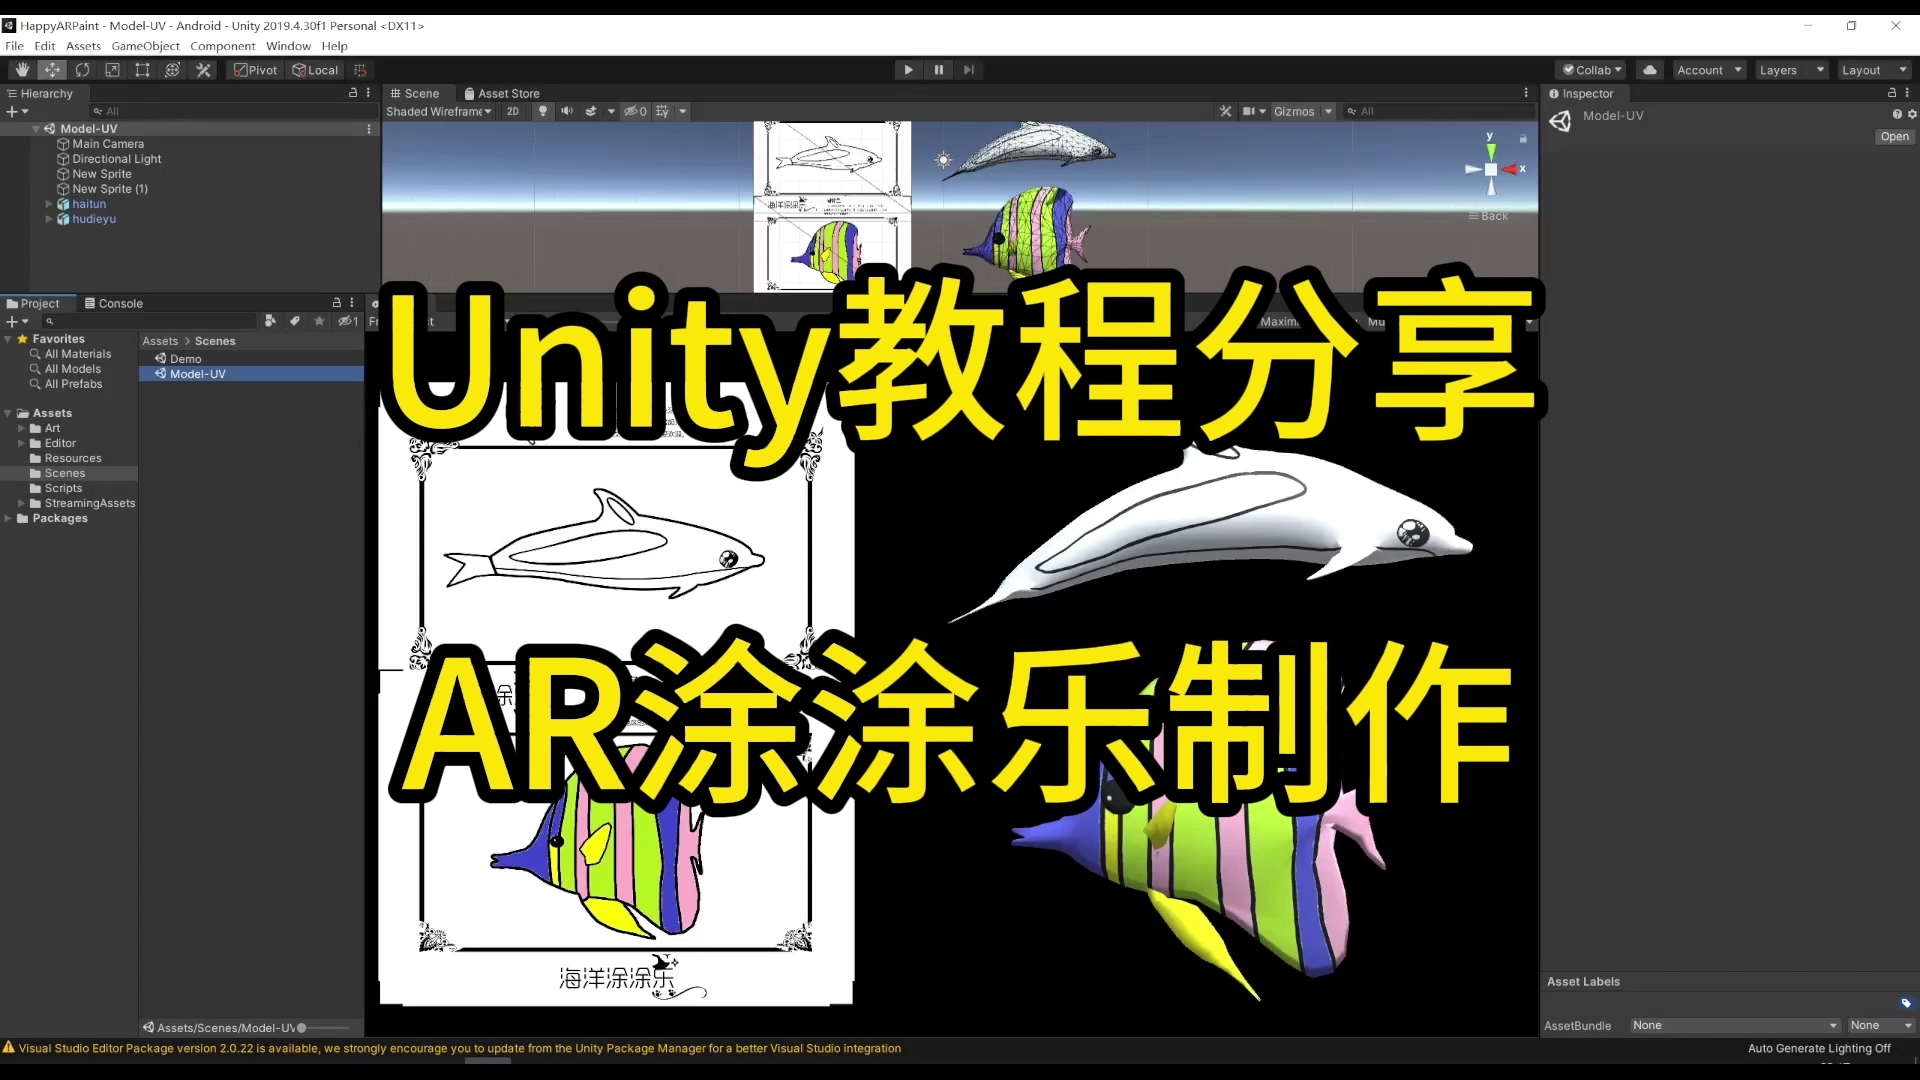 HappyARPaint - Model-UV - Android - Unity 2019.4.30f1 Personal <DX11>
File Edit Assets GameObject Component Window Help
Pivot Local Collab Account Layers Layout
Hierarchy
All
Model-UV
Main Camera
Directional Light
New Sprite
New Sprite (1)
haitun
hudieyu
Scene Asset Store
Shaded Wireframe 2D 0 Gizmos All
y
x
Back
Inspector
Model-UV
Open
Project Console
1
Favorites
All Materials
All Models
All Prefabs
Assets
Art
Editor
Resources
Scenes
Scripts
StreamingAssets
Packages
Assets > Scenes
Demo
Model-UV
Assets/Scenes/Model-UV
Unity教程分享
AR涂涂乐制作
海洋涂涂乐
Asset Labels
AssetBundle None None
Visual Studio Editor Package version 2.0.22 is available, we strongly encourage you to update from the Unity Package Manager for a better Visual Studio integration
Auto Generate Lighting Off